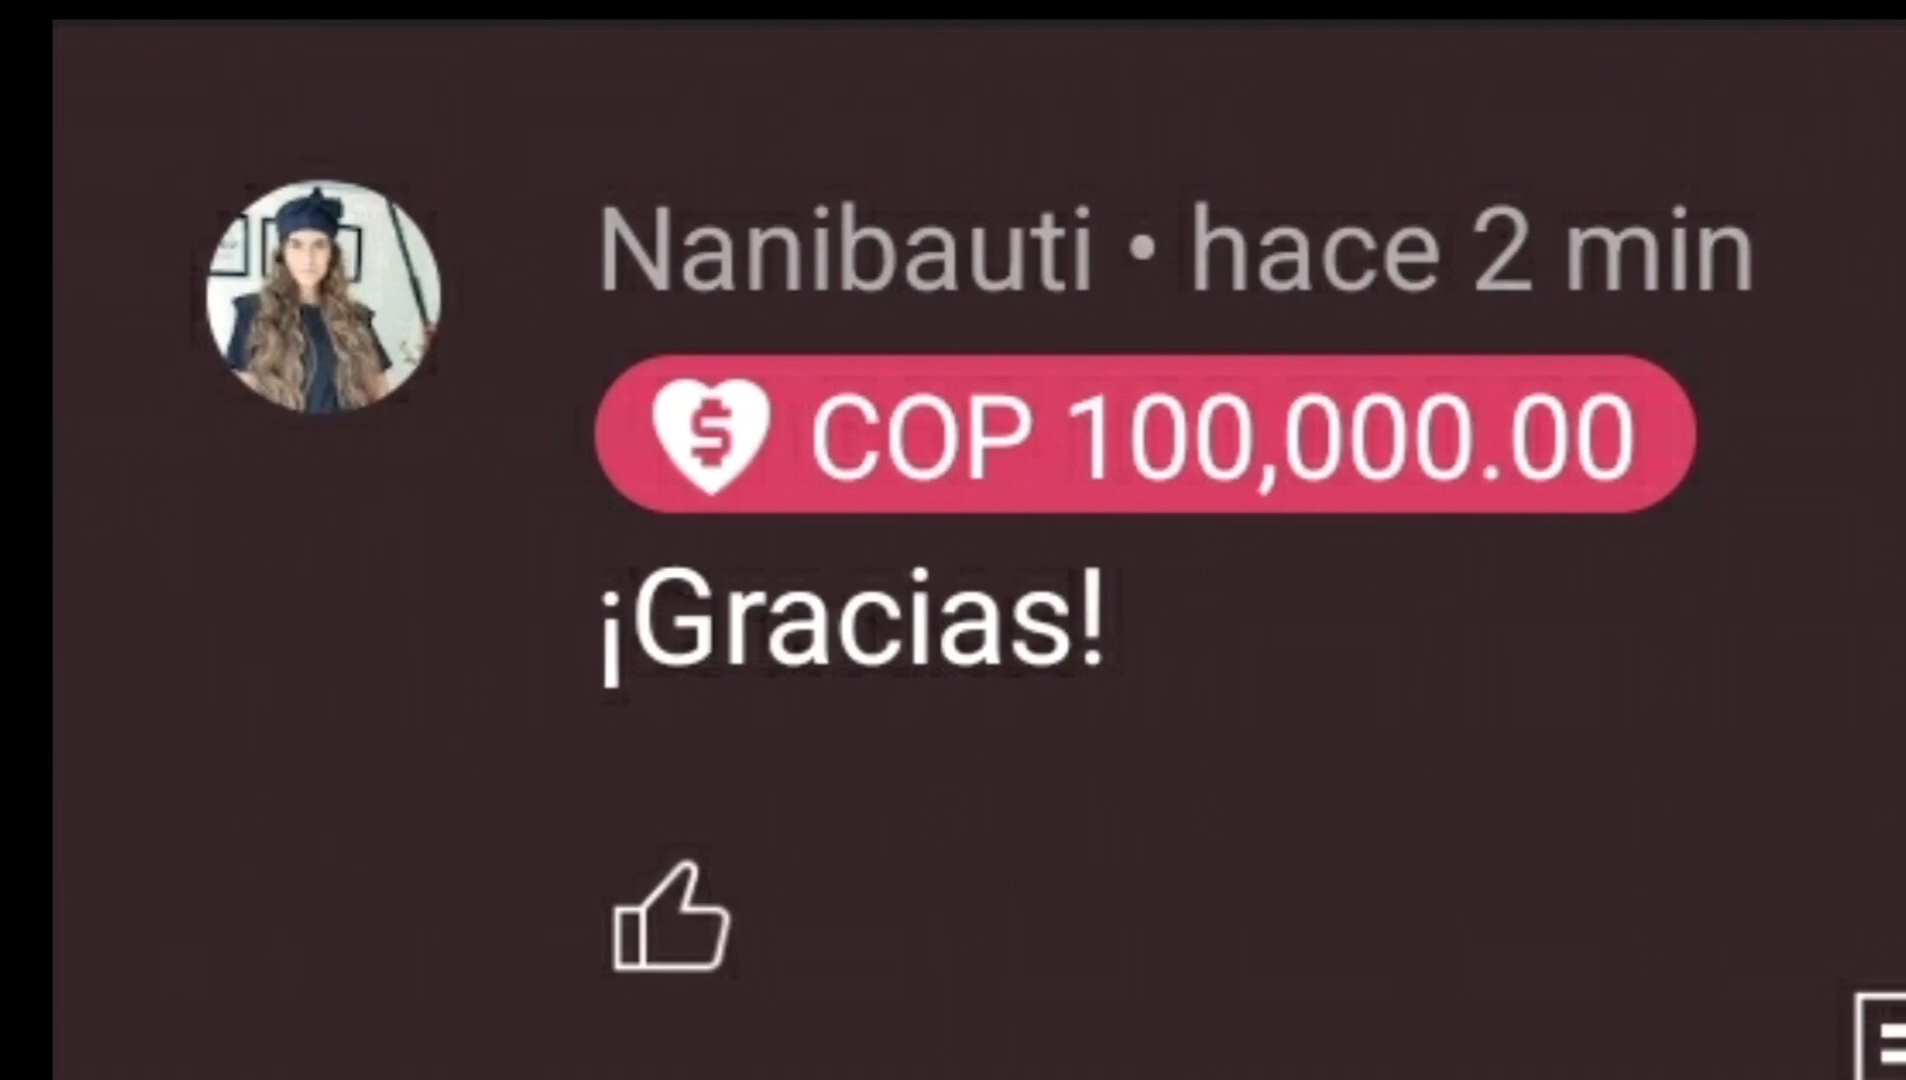 Nanibauti • hace 2 min
$ COP 100,000.00
¡Gracias!